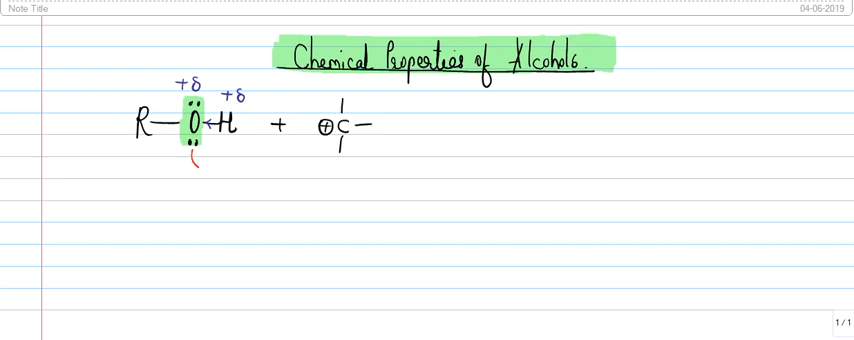 Note Title
04-06-2019
Chemical Properties of Alcohols.
+δ
+δ
R—Ö←H + ⊕C—
1 / 1